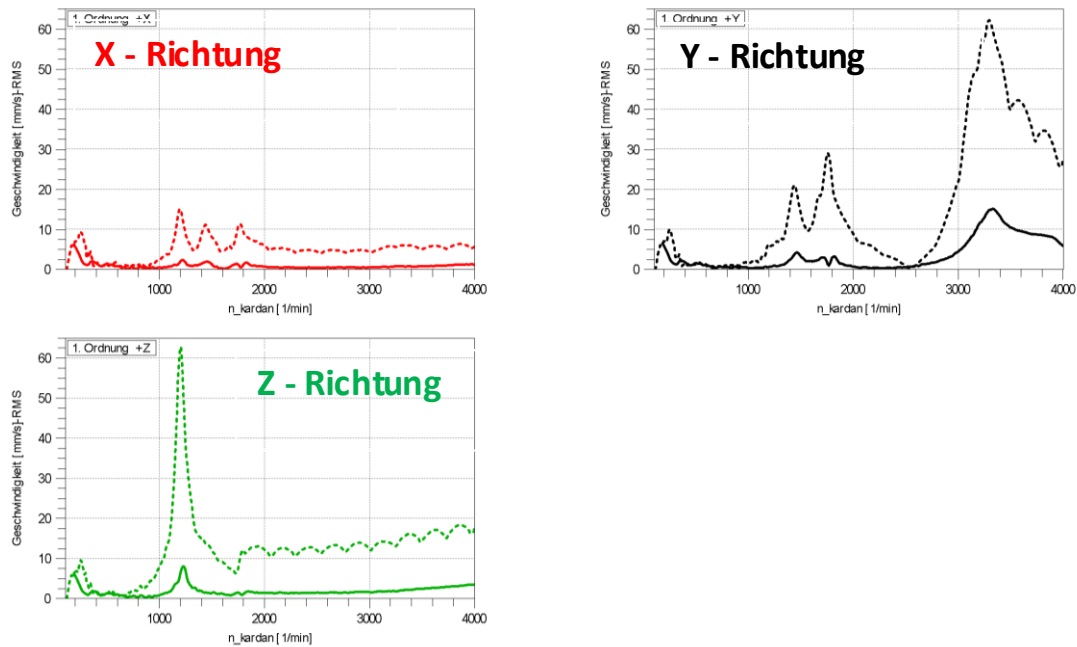 1. Ordnung +X
X - Richtung
Geschwindigkeit [ mm/s]-RMS
60
50
40
30
20
10
0
1000
2000
3000
4000
n_kardan [ 1/min]
1. Ordnung +Y
Y - Richtung
Geschwindigkeit [ mm/s]-RMS
60
50
40
30
20
10
0
1000
2000
3000
4000
n_kardan [ 1/min]
1. Ordnung +Z
Z - Richtung
Geschwindigkeit [ mm/s]-RMS
60
50
40
30
20
10
0
1000
2000
3000
4000
n_kardan [ 1/min]